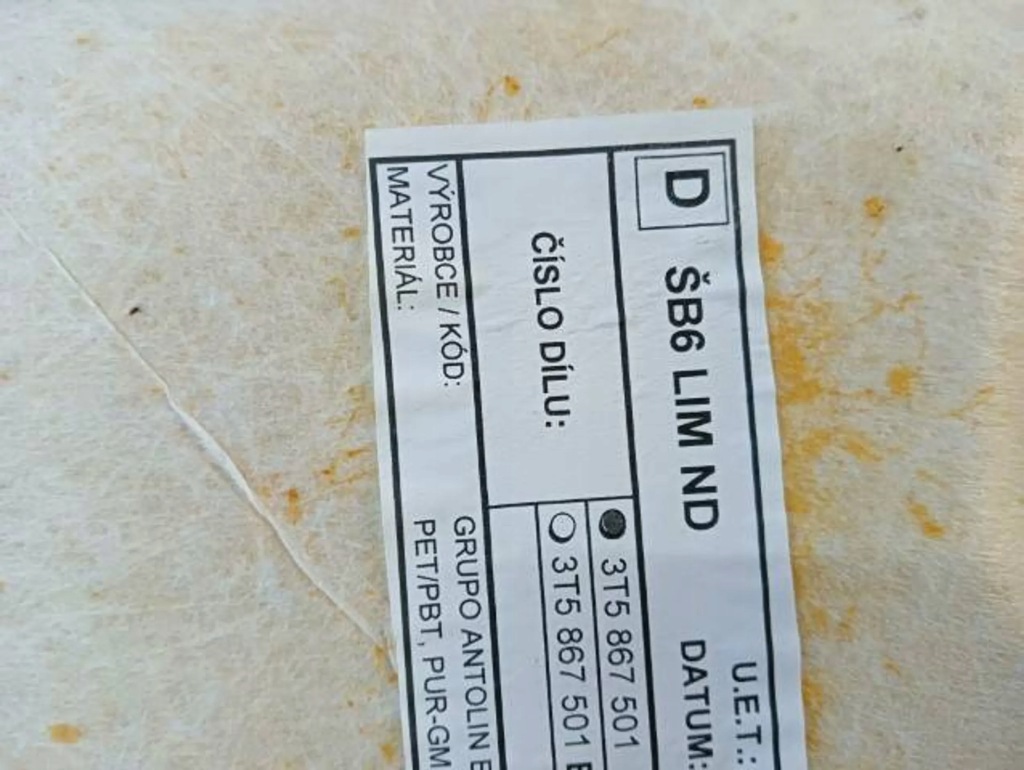 U.E.T.:
D ŠB6 LIM ND DATUM:
ČÍSLO DÍLU:
3T5 867 501
3T5 867 501
VÝROBCE / KÓD: GRUPO ANTOLIN
MATERIÁL: PET/PBT, PUR-GM